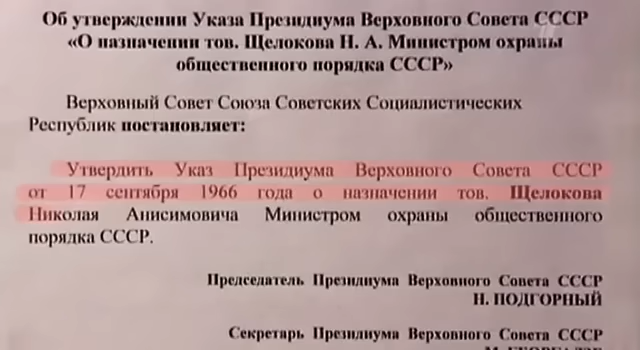 Об утверждении Указа Президиума Верховного Совета СССР
«О назначении тов. Щелокова Н. А. Министром охраны
общественного порядка СССР»
Верховный Совет Союза Советских Социалистических
Республик постановляет:
Утвердить Указ Президиума Верховного Совета СССР
от 17 сентября 1966 года о назначении тов. Щелокова
Николая Анисимовича Министром охраны общественного
порядка СССР.
Председатель Президиума Верховного Совета СССР
Н. ПОДГОРНЫЙ
Секретарь Президиума Верховного Совета СССР